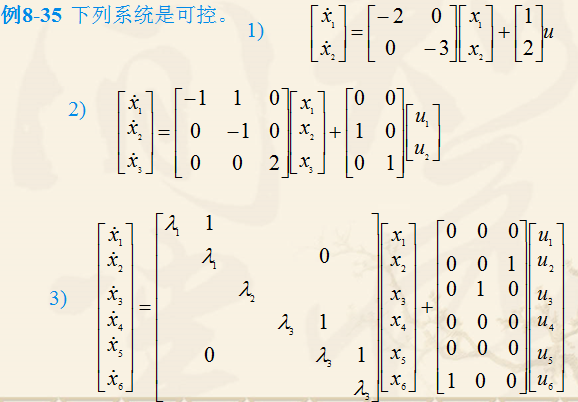 例8-35 下列系统是可控。
1) [ẋ₁; ẋ₂] = [−2 0; 0 −3][x₁; x₂] + [1; 2]u
2) [ẋ₁; ẋ₂; ẋ₃] = [−1 1 0; 0 −1 0; 0 0 2][x₁; x₂; x₃] + [0 0; 1 0; 0 1][u₁; u₂]
3) [ẋ₁; ẋ₂; ẋ₃; ẋ₄; ẋ₅; ẋ₆] = [λ₁ 1; λ₁ 0; λ₂; λ₃ 1; 0 λ₃ 1; λ₃][x₁; x₂; x₃; x₄; x₅; x₆] + [0 0 0; 0 0 1; 0 1 0; 0 0 0; 0 0 0; 1 0 0][u₁; u₂; u₃; u₄; u₅; u₆]